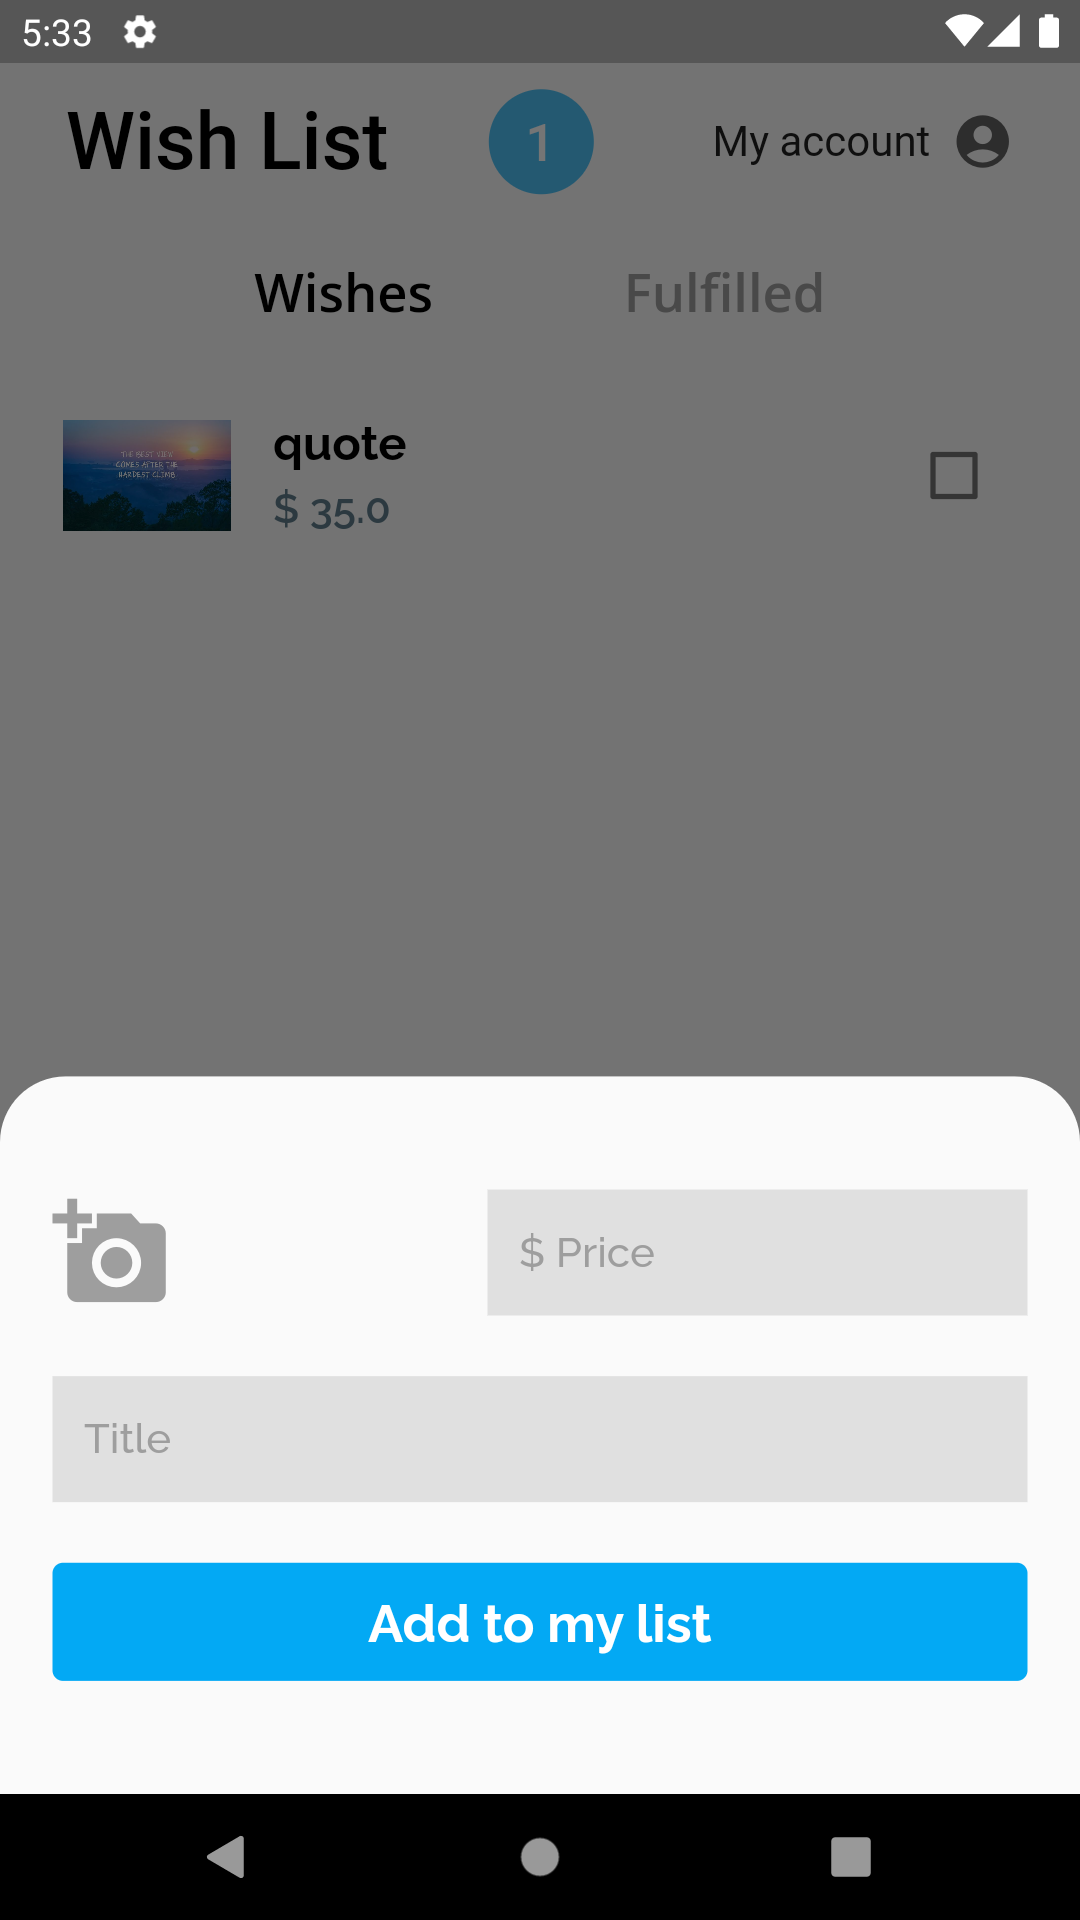 5:33
Wish List
1
My account
Wishes
Fulfilled
THE BEST VIEW
COMES AFTER THE
HARDEST CLIMB
quote
$ 35.0
$ Price
Title
Add to my list